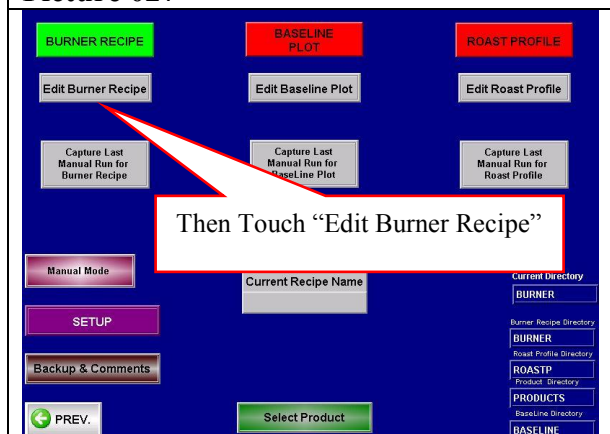 BURNER RECIPE
BASELINE
PLOT
ROAST PROFILE
Edit Burner Recipe
Edit Baseline Plot
Edit Roast Profile
Capture Last
Manual Run for
Burner Recipe
Capture Last
Manual Run for
BaseLine Plot
Capture Last
Manual Run for
Roast Profile
Then Touch “Edit Burner Recipe”
Manual Mode
Current Recipe Name
Current Directory
BURNER
SETUP
Burner Recipe Directory
BURNER
Roast Profile Directory
ROASTP
Backup & Comments
Product Directory
PRODUCTS
BaseLine Directory
BASELINE
PREV.
Select Product